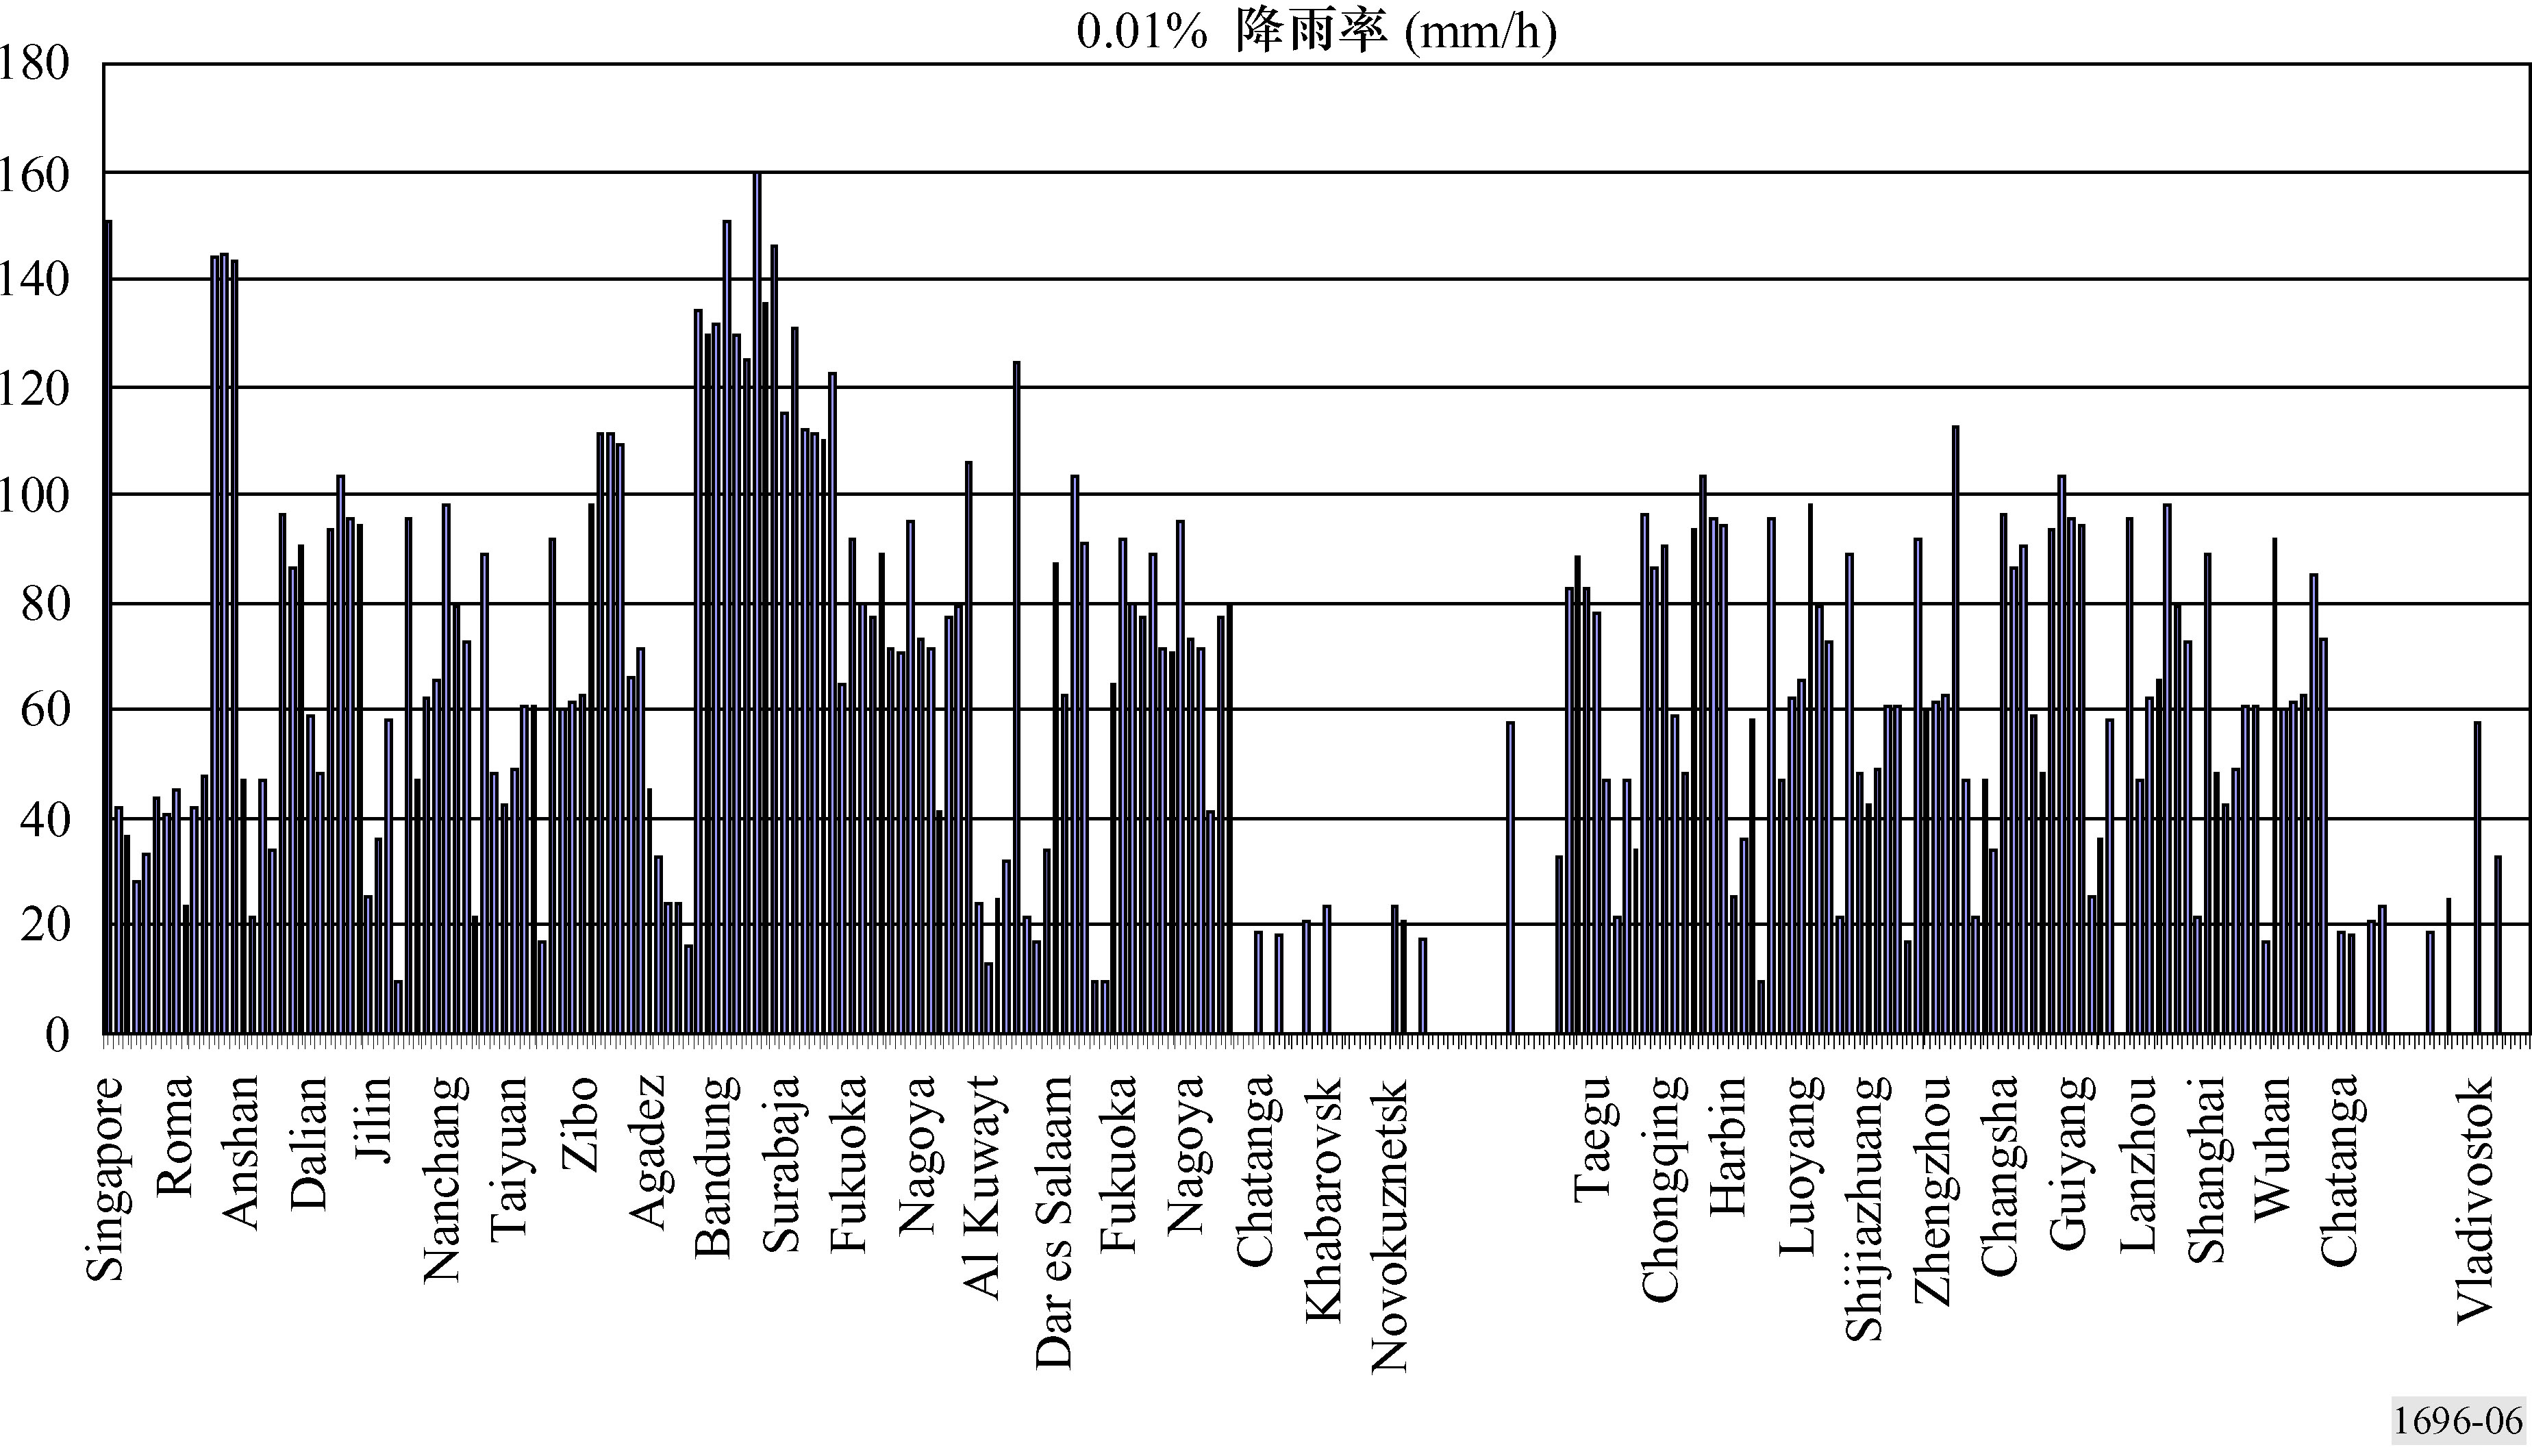 0.01% 降雨率 (mm/h)
180
160
140
120
100
80
60
40
20
0
Singapore
Roma
Anshan
Dalian
Jilin
Nanchang
Taiyuan
Zibo
Agadez
Bandung
Surabaja
Fukuoka
Nagoya
Al Kuwayt
Dar es Salaam
Fukuoka
Nagoya
Chatanga
Khabarovsk
Novokuznetsk
Taegu
Chongqing
Harbin
Luoyang
Shijiazhuang
Zhengzhou
Changsha
Guiyang
Lanzhou
Shanghai
Wuhan
Chatanga
Vladivostok
1696-06